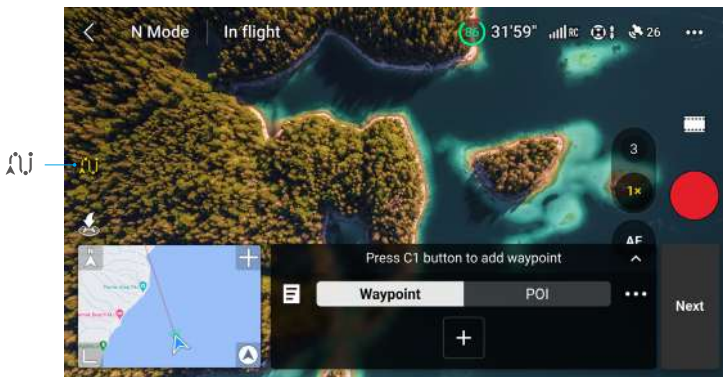 N Mode In flight 86 31'59" RC 26
3
1×
AF
N
Press C1 button to add waypoint
Waypoint POI
Next